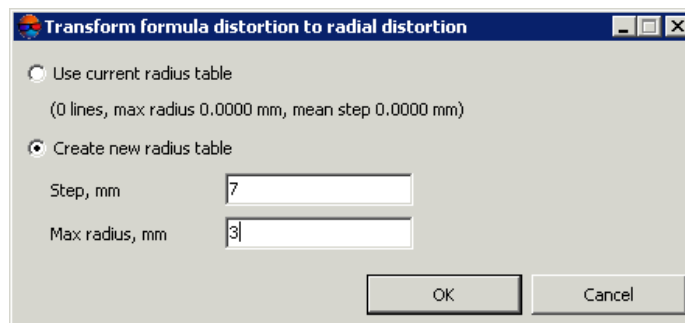 Transform formula distortion to radial distortion
Use current radius table
(0 lines, max radius 0.0000 mm, mean step 0.0000 mm)
Create new radius table
Step, mm 7
Max radius, mm 3
OK Cancel